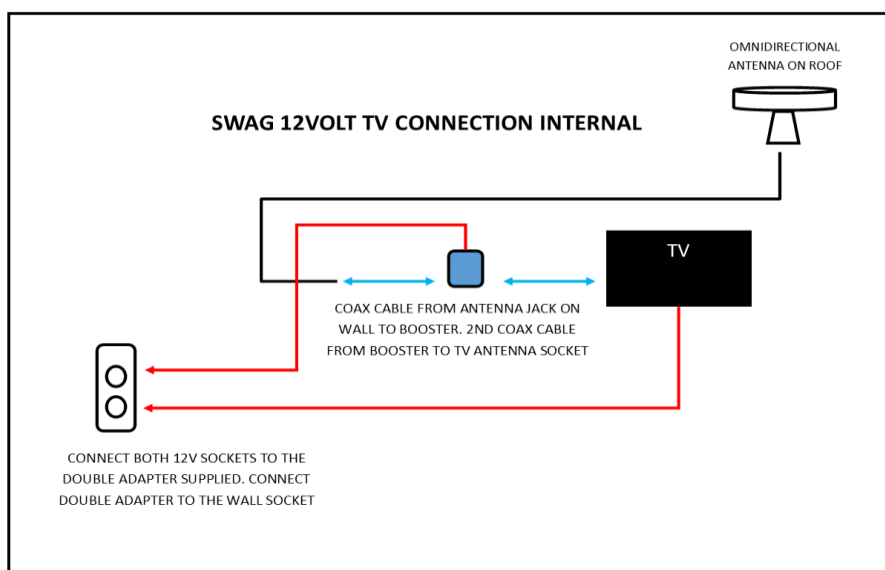 OMNIDIRECTIONAL
ANTENNA ON ROOF
SWAG 12VOLT TV CONNECTION INTERNAL
TV
COAX CABLE FROM ANTENNA JACK ON
WALL TO BOOSTER. 2ND COAX CABLE
FROM BOOSTER TO TV ANTENNA SOCKET
CONNECT BOTH 12V SOCKETS TO THE
DOUBLE ADAPTER SUPPLIED. CONNECT
DOUBLE ADAPTER TO THE WALL SOCKET